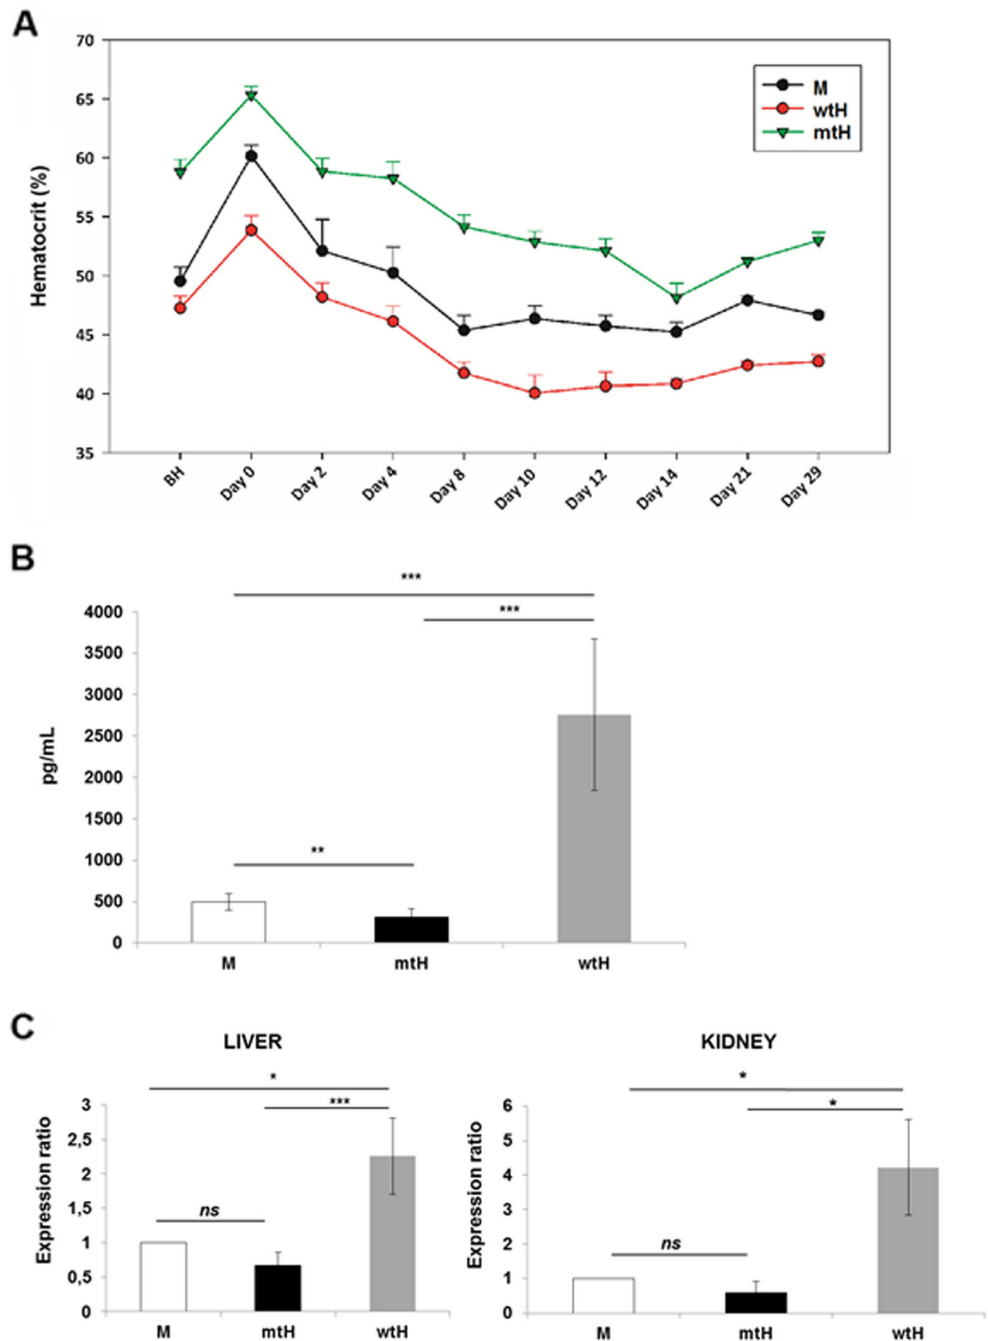 A
70
65
60
55
50
45
40
35
Hematocrit (%)
M
wtH
mtH
BH
Day 0
Day 2
Day 4
Day 8
Day 10
Day 12
Day 14
Day 21
Day 29
B
***
***
**
4000
3500
3000
2500
2000
1500
1000
500
0
pg/mL
M
mtH
wtH
C
LIVER
*
***
ns
3
2,5
2
1,5
1
0,5
0
Expression ratio
M
mtH
wtH
KIDNEY
*
*
ns
6
5
4
3
2
1
0
Expression ratio
M
mtH
wtH